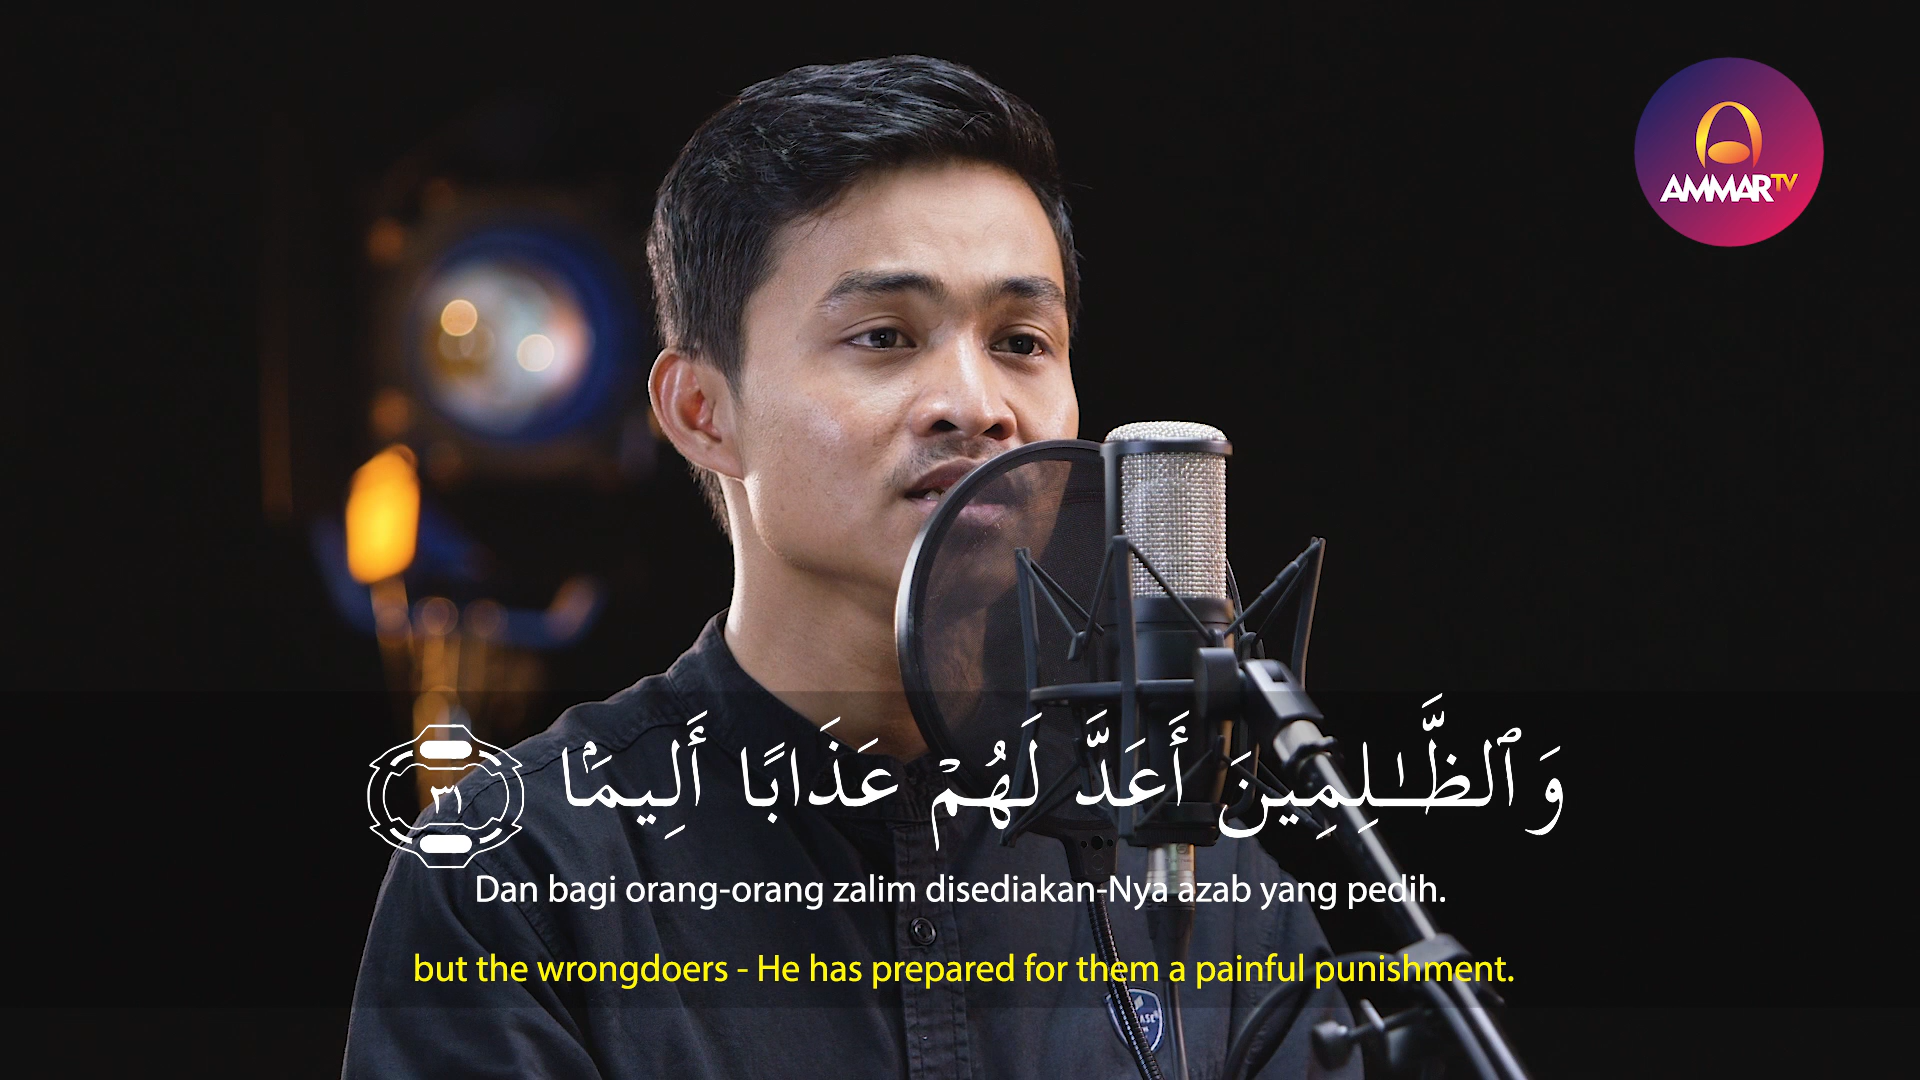 AMMARTV
وَٱلظَّـٰلِمِينَ أَعَدَّ لَهُمْ عَذَابًا أَلِيمًۢا ٣١
Dan bagi orang-orang zalim disediakan-Nya azab yang pedih.
but the wrongdoers - He has prepared for them a painful punishment.